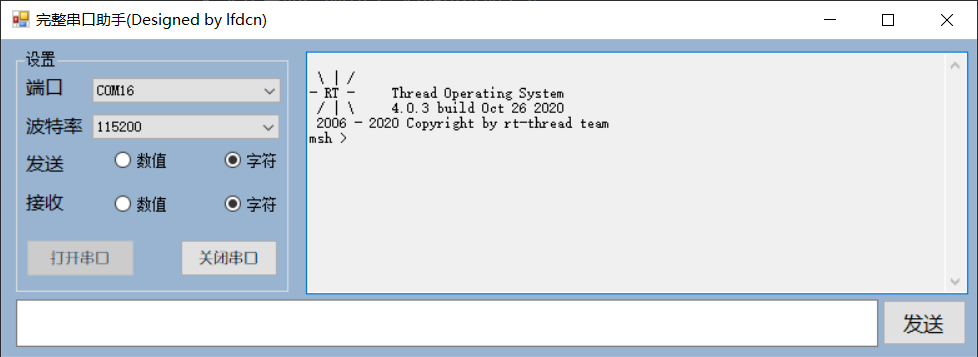 完整串口助手(Designed by lfdcn)
设置
端口 COM16
波特率 115200
发送 数值 字符
接收 数值 字符
打开串口 关闭串口
\ | /
- RT - Thread Operating System
/ | \ 4.0.3 build Oct 26 2020
2006 - 2020 Copyright by rt-thread team
msh >
发送